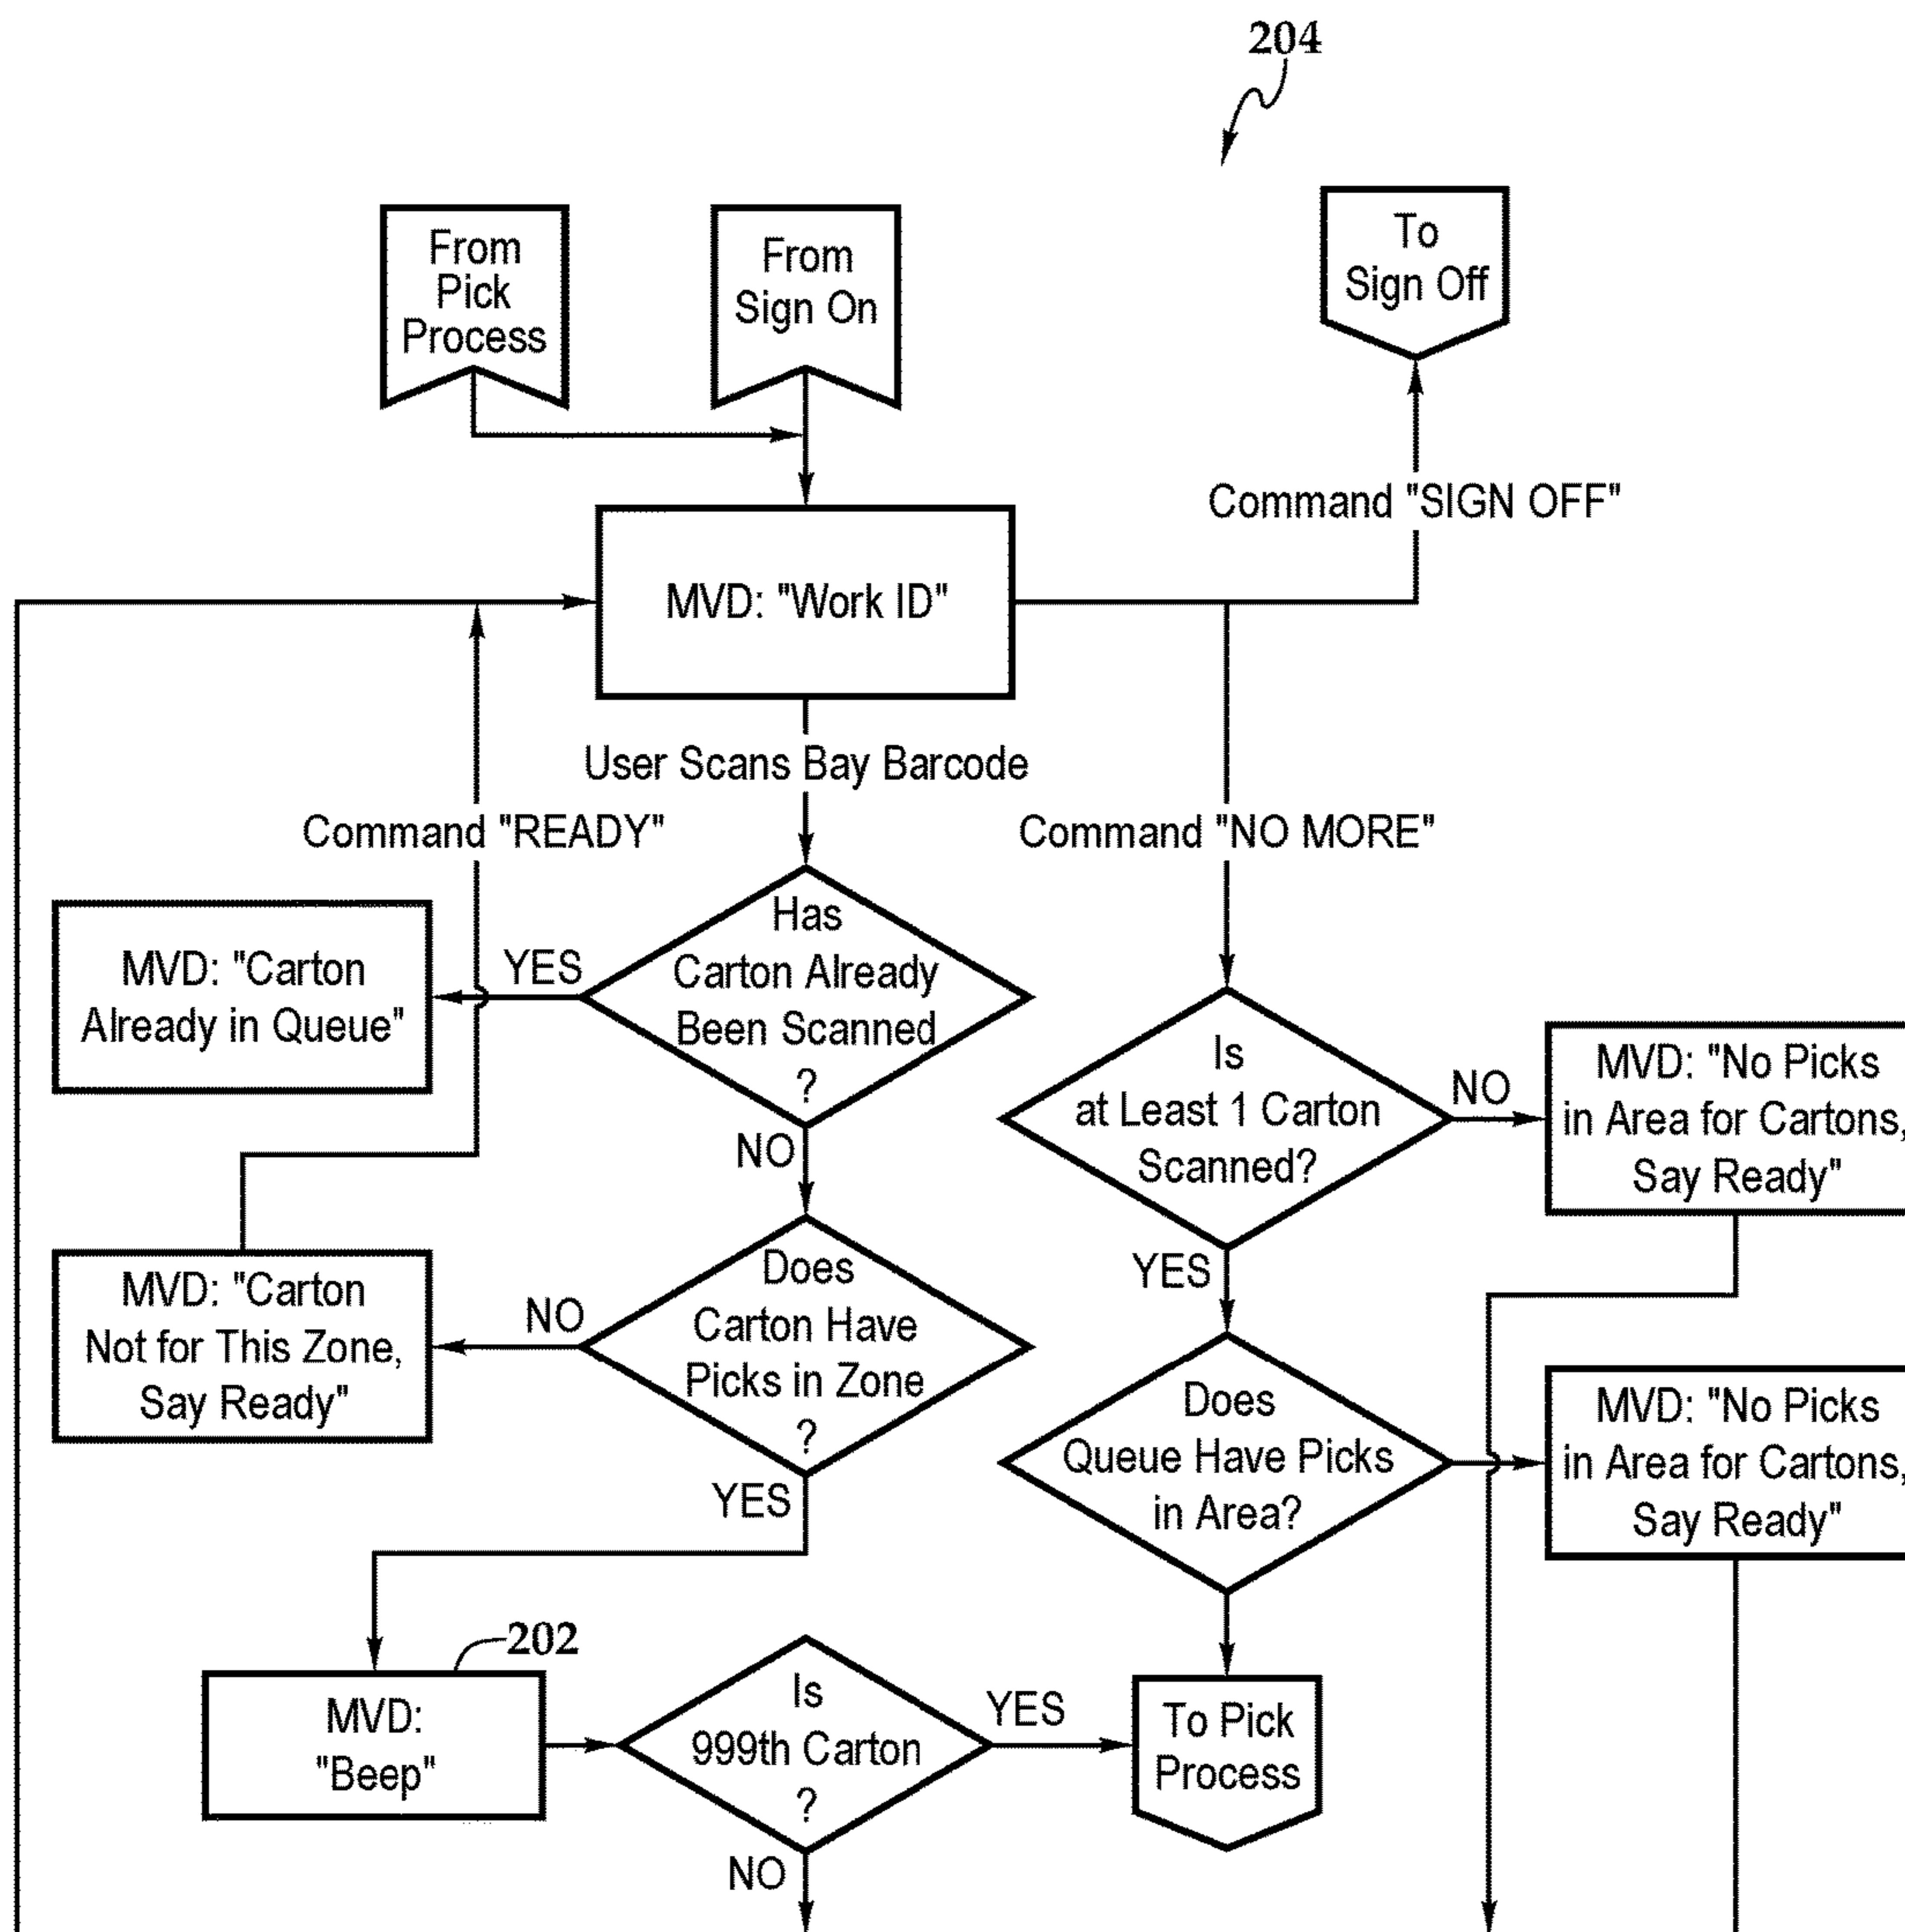 204
From
Pick
Process
From
Sign On
To
Sign Off
Command "SIGN OFF"
MVD: "Work ID"
User Scans Bay Barcode
Command "READY"
Command "NO MORE"
Has
Carton Already
Been Scanned
?
YES
MVD: "Carton
Already in Queue"
NO
Is
at Least 1 Carton
Scanned?
NO
MVD: "No Picks
in Area for Cartons,
Say Ready"
YES
Does
Carton Have
Picks in Zone
?
NO
MVD: "Carton
Not for This Zone,
Say Ready"
YES
Does
Queue Have Picks
in Area?
MVD: "No Picks
in Area for Cartons,
Say Ready"
202
MVD:
"Beep"
Is
999th Carton
?
YES
To Pick
Process
NO